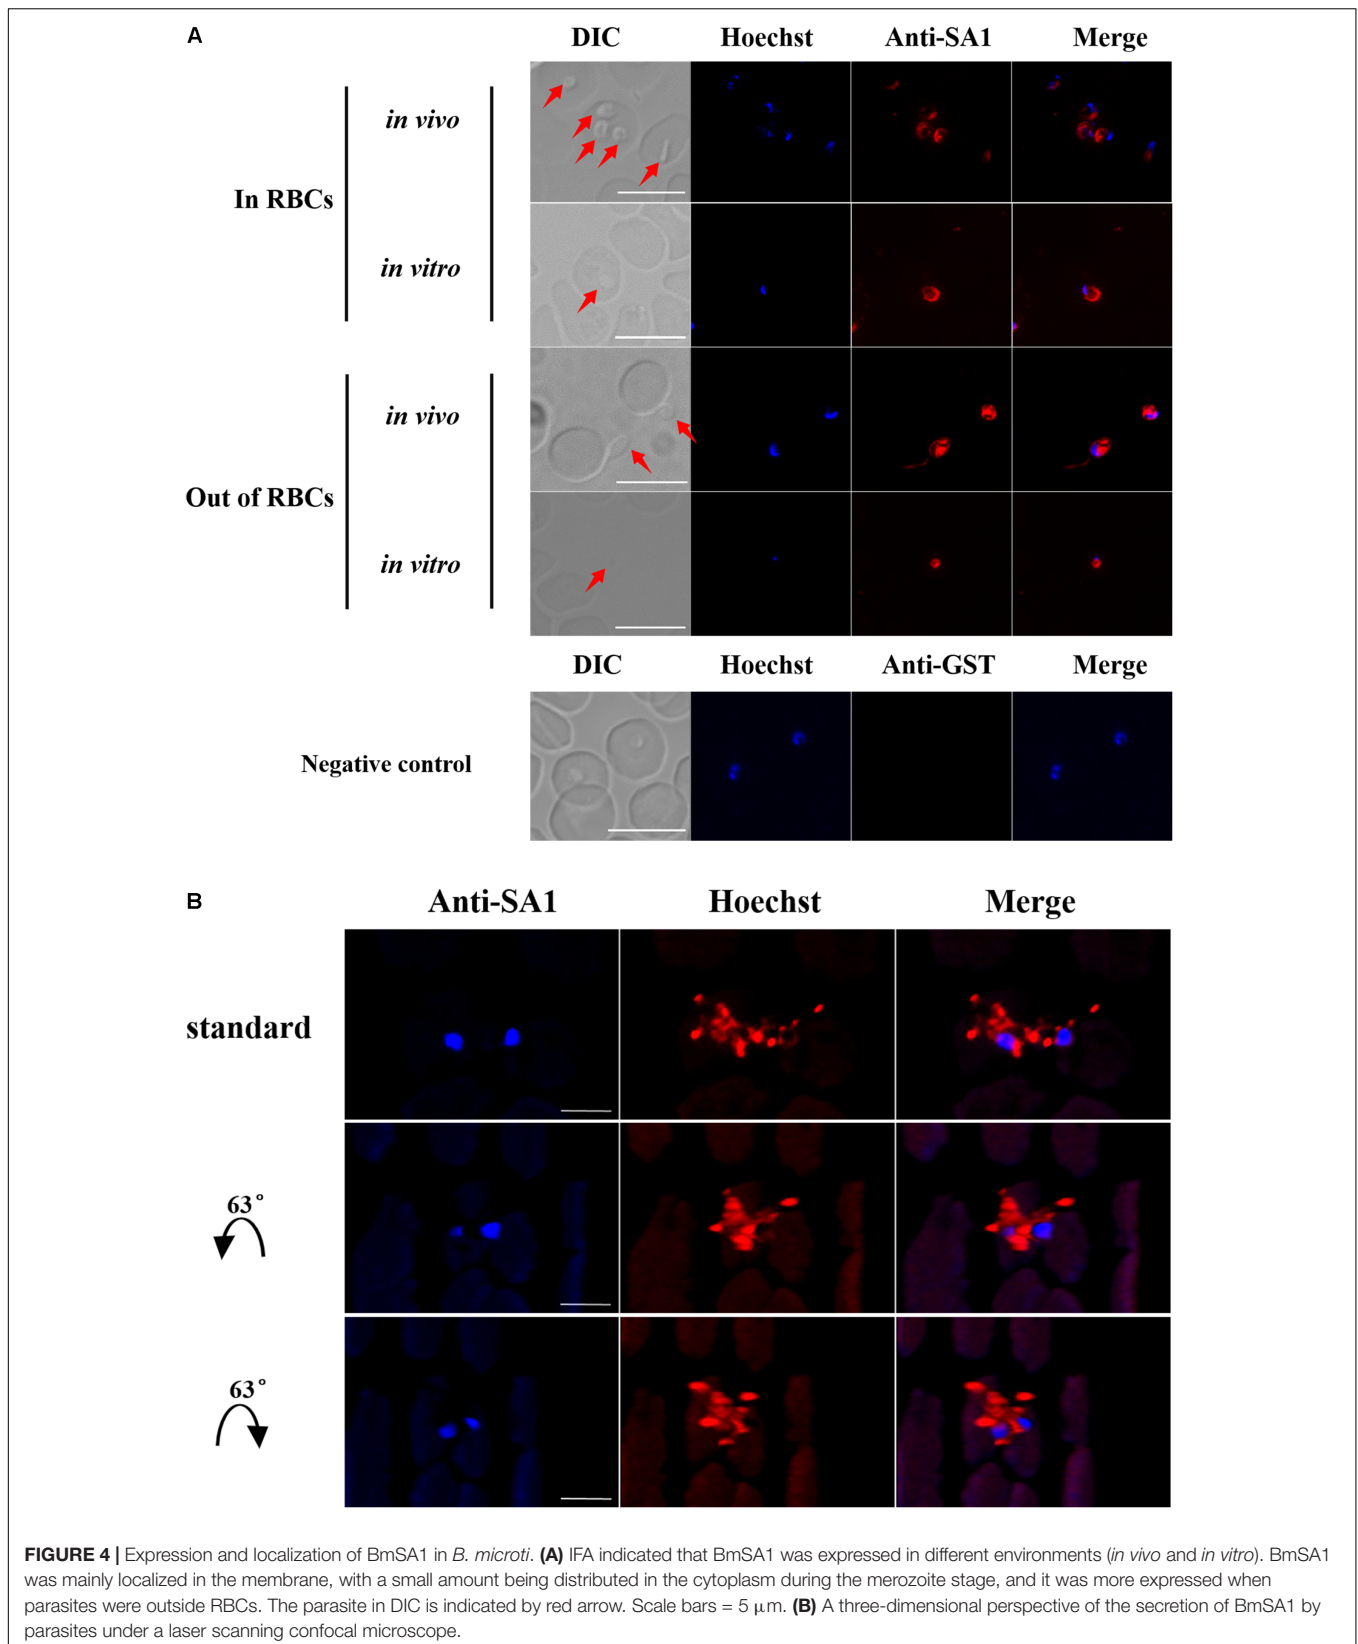 A
DIC Hoechst Anti-SA1 Merge
in vivo
In RBCs
in vitro
in vivo
Out of RBCs
in vitro
DIC Hoechst Anti-GST Merge
Negative control
B
Anti-SA1 Hoechst Merge
standard
63°
63°
FIGURE 4 | Expression and localization of BmSA1 in B. microti. (A) IFA indicated that BmSA1 was expressed in different environments (in vivo and in vitro). BmSA1
was mainly localized in the membrane, with a small amount being distributed in the cytoplasm during the merozoite stage, and it was more expressed when
parasites were outside RBCs. The parasite in DIC is indicated by red arrow. Scale bars = 5 μm. (B) A three-dimensional perspective of the secretion of BmSA1 by
parasites under a laser scanning confocal microscope.